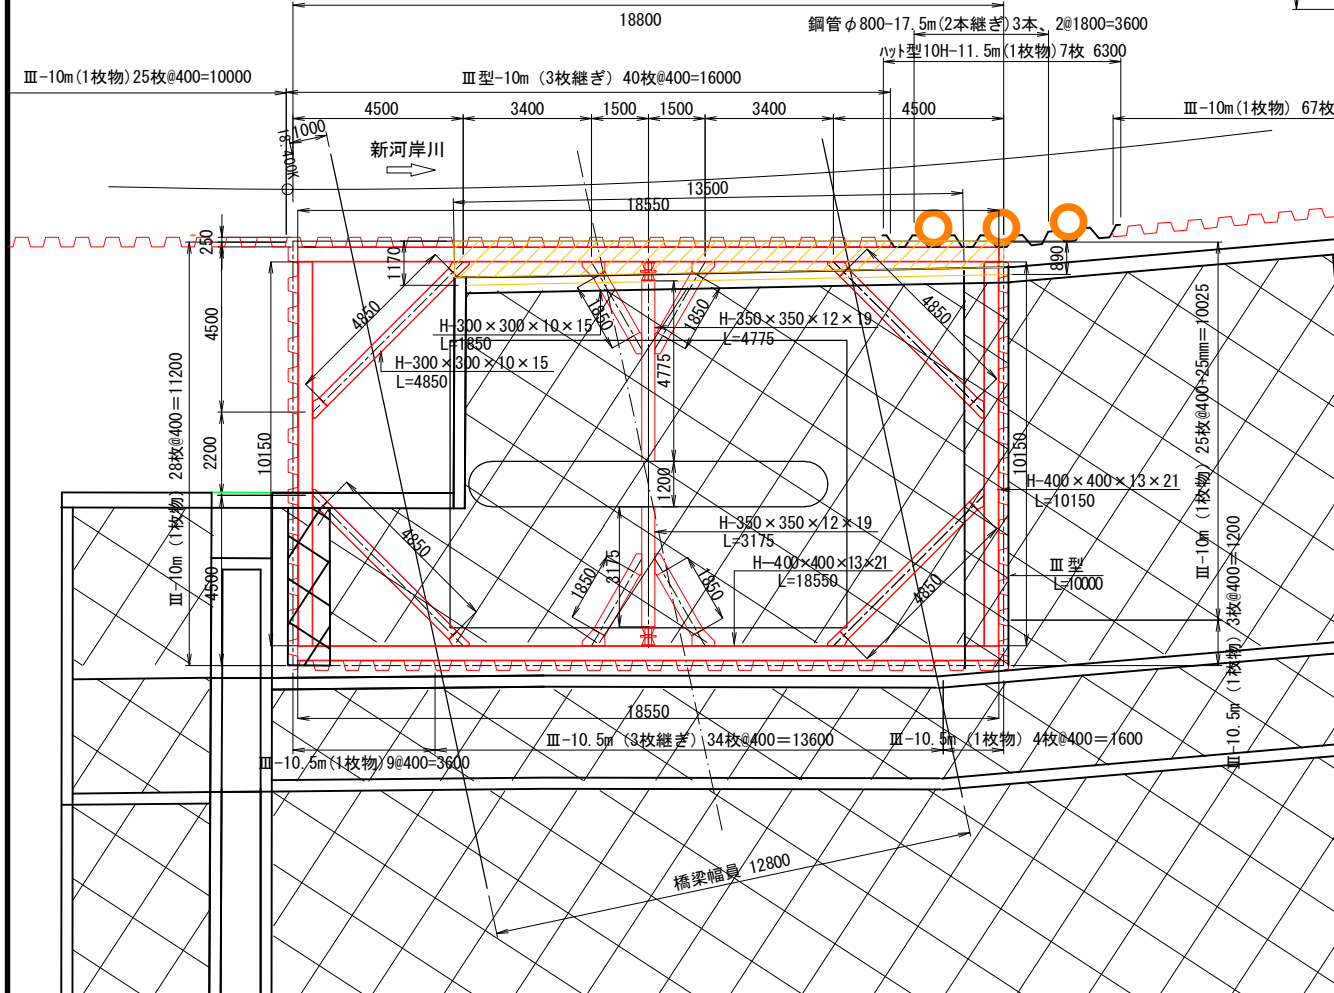 18800
鋼管φ800-17.5m(2本継ぎ)3本、2@1800=3600
ハット型10H-11.5m(1枚物)7枚 6300
Ⅲ-10m(1枚物)25枚@400=10000
Ⅲ型-10m（3枚継ぎ）40枚@400=16000
Ⅲ-10m(1枚物) 67枚
4500
3400
1500
1500
3400
4500
1000
18.400K
新河岸川
13500
18550
250
1170
890
4850
4850
1850
1850
H-300×300×10×15
L=1850
H-350×350×12×19
L=4775
H-300×300×10×15
L=4850
4500
4775
Ⅲ-10m（1枚物）28枚@400＝11200
2200
10150
10150
Ⅲ-10m（1枚物）25枚@400+25mm＝10025
1200
H-400×400×13×21
L=10150
H-350×350×12×19
L=3175
H-400×400×13×21
L=18550
4850
3175
1850
1850
4850
4500
Ⅲ型
L=10000
Ⅲ-10.5m（1枚物）3枚@400＝1200
18550
Ⅲ-10.5m（3枚継ぎ）34枚@400＝13600
Ⅲ-10.5m（1枚物）4枚@400＝1600
Ⅲ-10.5m(1枚物)9@400=3600
橋梁幅員 12800